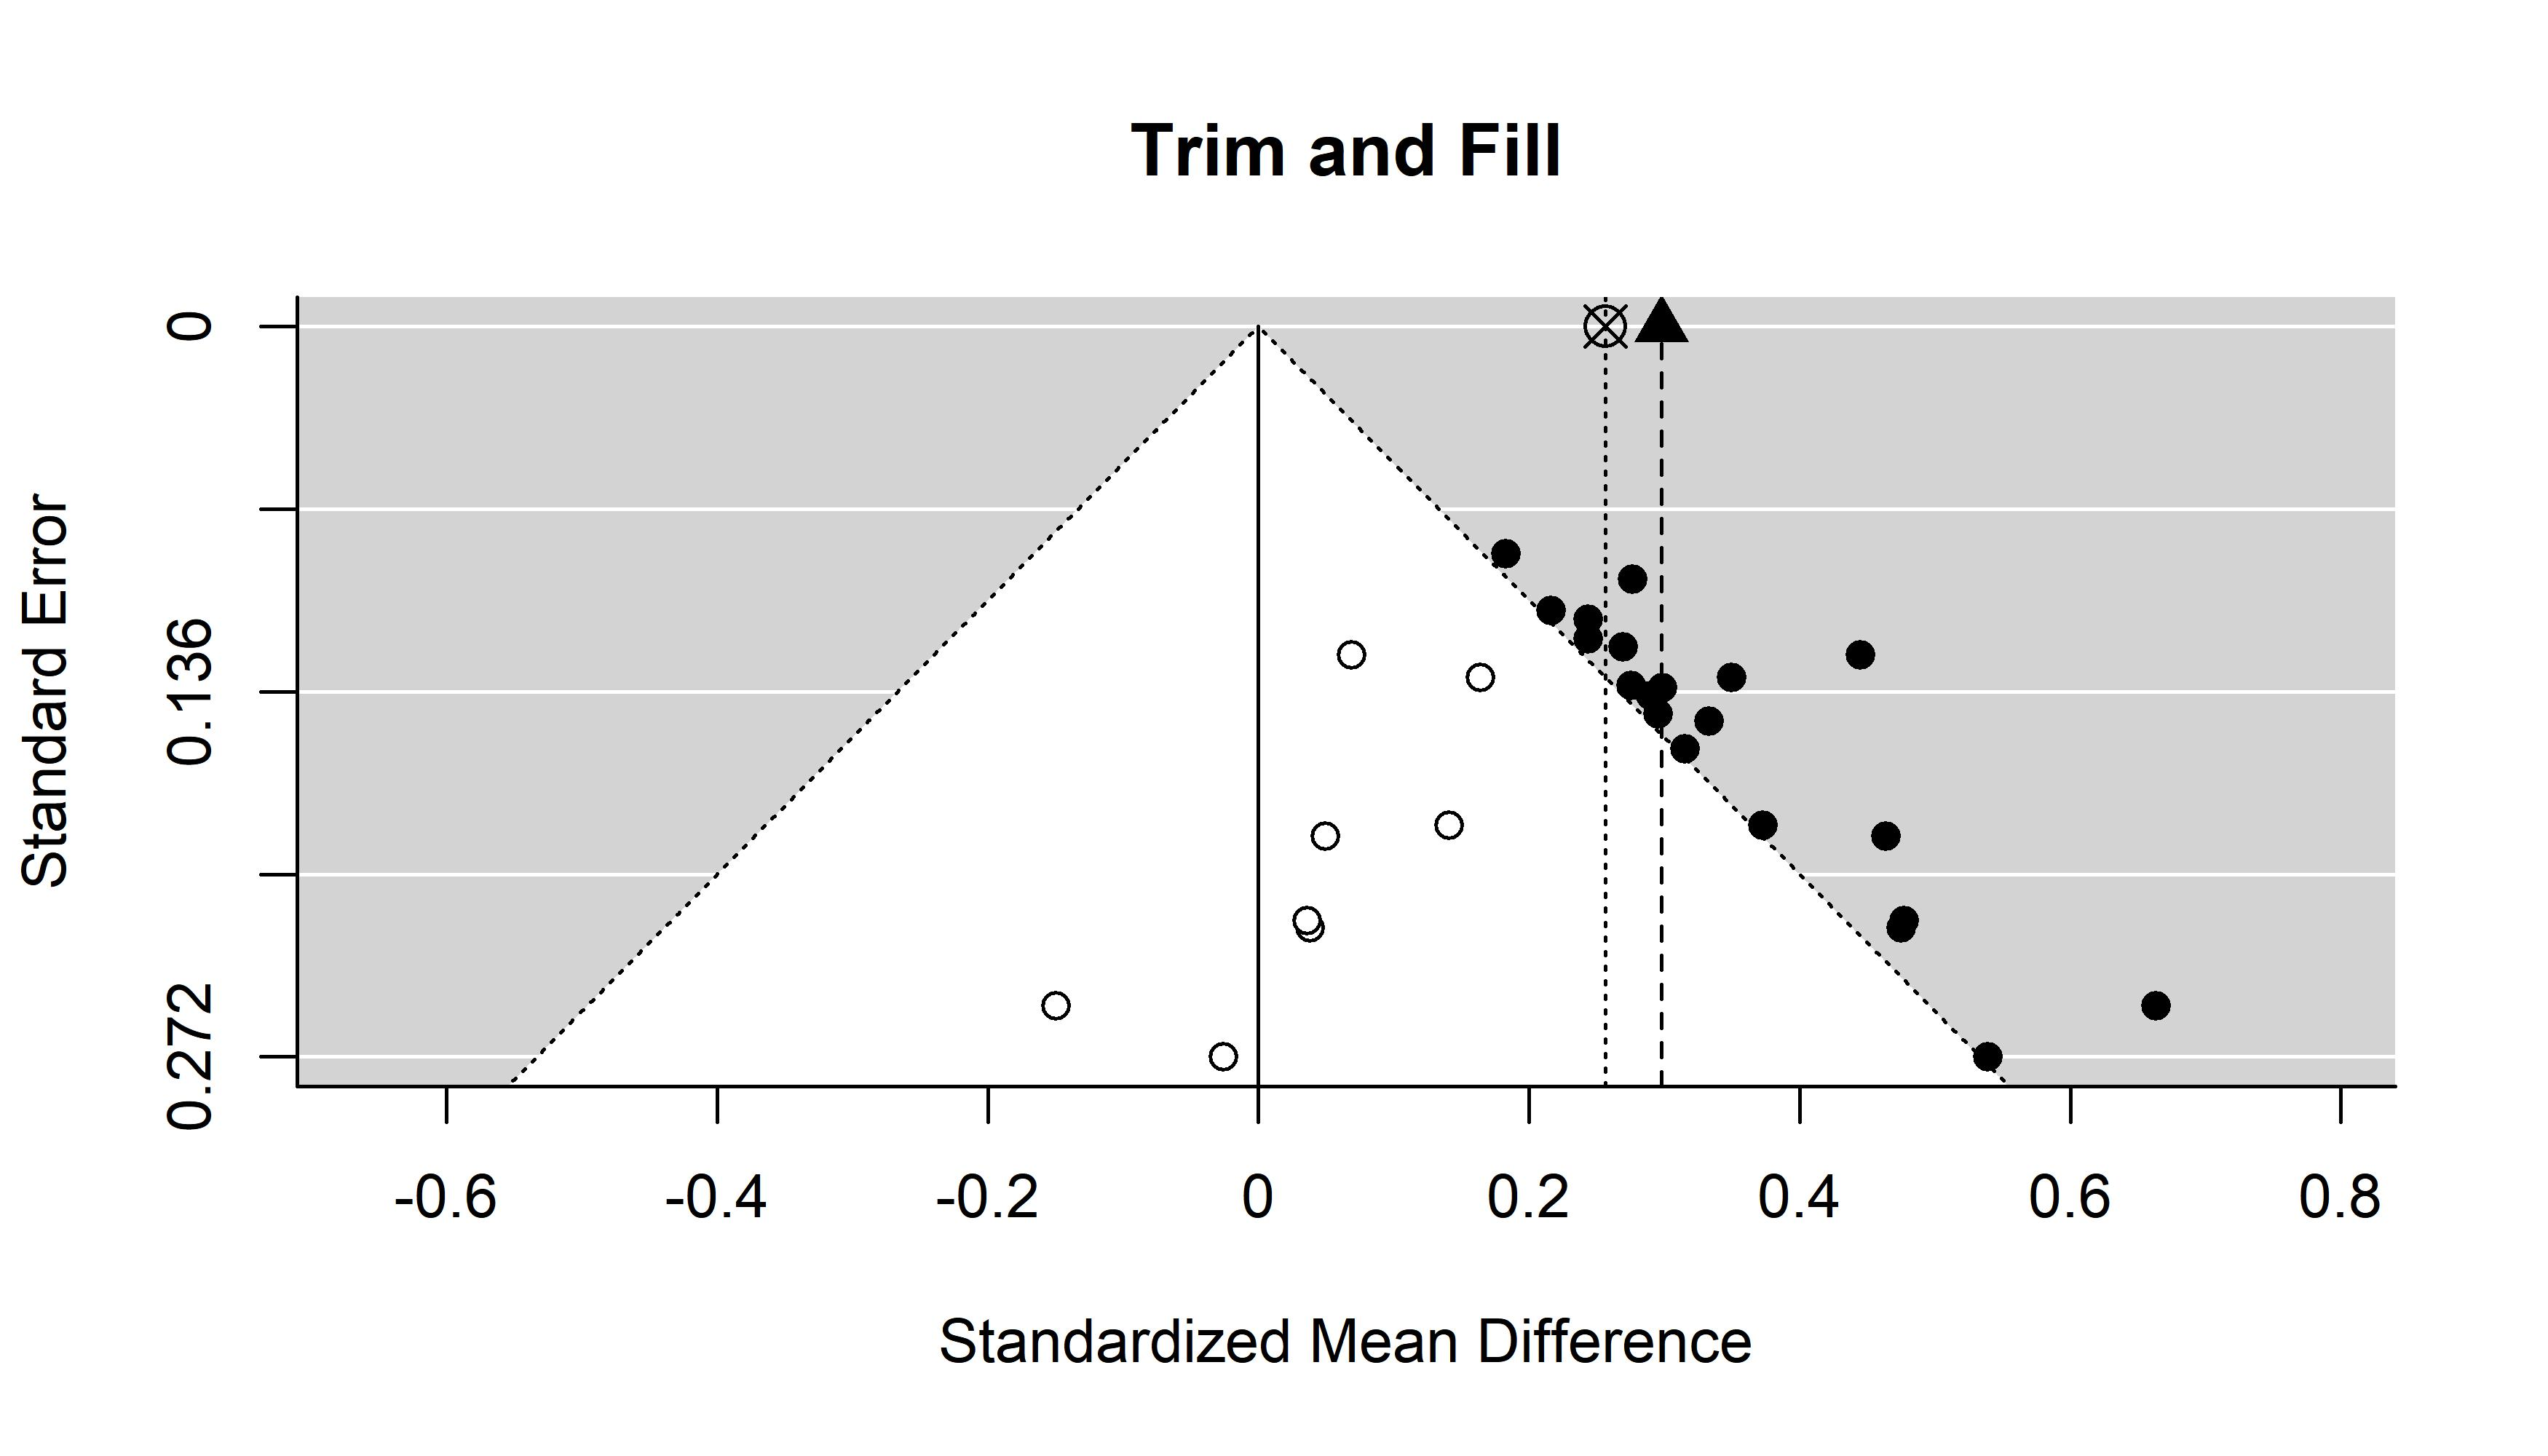 Trim and Fill
Standard Error
0
0.136
0.272
-0.6 -0.4 -0.2 0 0.2 0.4 0.6 0.8
Standardized Mean Difference